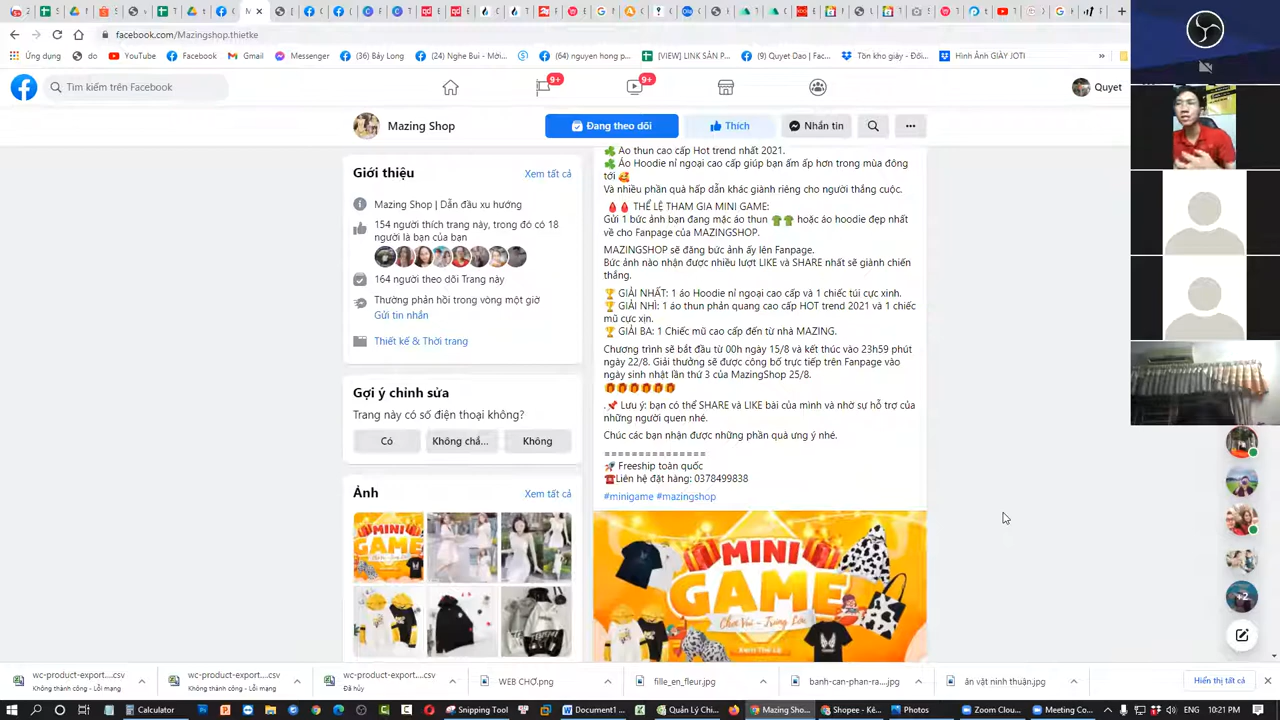 facebook.com/Mazingshop.thietke
Ứng dụng
do
YouTube
Facebook
Gmail
Messenger
(36) Bảy Long
(24) Nghe Bui - Mới...
S
(64) nguyen hong p...
[VIEW] LINK SẢN P...
(9) Quyet Dao | Fac...
Tồn kho giày - Đối...
Hình Ảnh GIÀY JOTI
»
Tìm kiếm trên Facebook
9+
9+
Quyet
Mazing Shop
Đang theo dõi
Thích
Nhắn tin
Giới thiệu
Xem tất cả
Mazing Shop | Dẫn đầu xu hướng
154 người thích trang này, trong đó có 18
người là bạn của bạn
164 người theo dõi Trang này
Thường phản hồi trong vòng một giờ
Gửi tin nhắn
Thiết kế & Thời trang
Gợi ý chỉnh sửa
Trang này có số điện thoại không?
Có
Không chắ...
Không
Ảnh
Xem tất cả
MINI
GAME
🍀 Áo thun cao cấp Hot trend nhất 2021.
🍀 Áo Hoodie nỉ ngoại cao cấp giúp bạn ấm áp hơn trong mùa đông
tới 🥰
Và nhiều phần quà hấp dẫn khác giành riêng cho người thắng cuộc.
THỂ LỆ THAM GIA MINI GAME:
Gửi 1 bức ảnh bạn đang mặc áo thun 👕👕 hoặc áo hoodie đẹp nhất
về cho Fanpage của MAZINGSHOP.
MAZINGSHOP sẽ đăng bức ảnh ấy lên Fanpage.
Bức ảnh nào nhận được nhiều lượt LIKE và SHARE nhất sẽ giành chiến
thắng.
🏆 GIẢI NHẤT: 1 áo Hoodie nỉ ngoại cao cấp và 1 chiếc túi cực xinh.
🏆 GIẢI NHÌ: 1 áo thun phản quang cao cấp HOT trend 2021 và 1 chiếc
mũ cực xịn.
🏆 GIẢI BA: 1 Chiếc mũ cao cấp đến từ nhà MAZING.
Chương trình sẽ bắt đầu từ 00h ngày 15/8 và kết thúc vào 23h59 phút
ngày 22/8. Giải thưởng sẽ được công bố trực tiếp trên Fanpage vào
ngày sinh nhật lần thứ 3 của MazingShop 25/8.
🎁🎁🎁🎁🎁🎁
.📌 Lưu ý: bạn có thể SHARE và LIKE bài của mình và nhờ sự hỗ trợ của
những người quen nhé.
Chúc các bạn nhận được những phần quà ưng ý nhé.
===============
🚀 Freeship toàn quốc
☎️Liên hệ đặt hàng: 0378499838
#minigame #mazingshop
MINI
GAME
Chơi Vui - Trúng Lớn
Xem Thể Lệ
+2
wc-product-export....csv
Không thành công - Lỗi mạng
wc-product-export....csv
Không thành công - Lỗi mạng
wc-product-export....csv
Đã hủy
WEB CHỢ.png
fille_en_fleur.jpg
banh-can-phan-ra....jpg
ăn vật ninh thuận.jpg
Hiển thị tất cả
Calculator
Snipping Tool
Document1 ...
Quản Lý Chi...
Mazing Sho...
Shopee - Kê...
Photos
Zoom Cloud...
Meeting Co...
10:21 PM